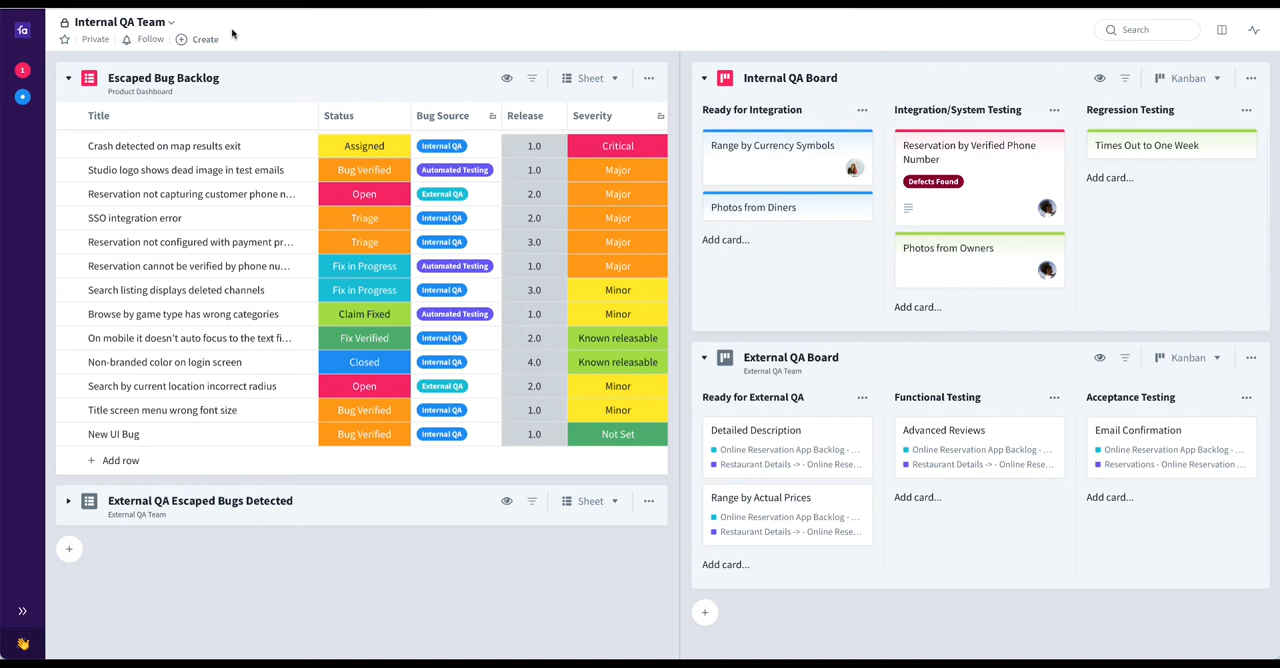 fa
1
Internal QA Team
Private Follow Create
Search
Escaped Bug Backlog
Product Dashboard
Sheet
Title Status Bug Source Release Severity
Crash detected on map results exit Assigned Internal QA 1.0 Critical
Studio logo shows dead image in test emails Bug Verified Automated Testing 1.0 Major
Reservation not capturing customer phone n... Open External QA 2.0 Major
SSO integration error Triage Internal QA 2.0 Major
Reservation not configured with payment pr... Triage Internal QA 3.0 Major
Reservation cannot be verified by phone nu... Fix in Progress Automated Testing 1.0 Major
Search listing displays deleted channels Fix in Progress Internal QA 3.0 Minor
Browse by game type has wrong categories Claim Fixed Automated Testing 1.0 Minor
On mobile it doesn't auto focus to the text fi... Fix Verified Internal QA 2.0 Known releasable
Non-branded color on login screen Closed Internal QA 4.0 Known releasable
Search by current location incorrect radius Open External QA 2.0 Minor
Title screen menu wrong font size Bug Verified Internal QA 1.0 Minor
New UI Bug Bug Verified Internal QA 1.0 Not Set
+ Add row
External QA Escaped Bugs Detected
External QA Team
Sheet
Internal QA Board
Kanban
Ready for Integration
Range by Currency Symbols
Photos from Diners
Add card...
Integration/System Testing
Reservation by Verified Phone
Number
Defects Found
Photos from Owners
Add card...
Regression Testing
Times Out to One Week
Add card...
External QA Board
External QA Team
Kanban
Ready for External QA
Detailed Description
Online Reservation App Backlog - ...
Restaurant Details -> - Online Rese...
Range by Actual Prices
Online Reservation App Backlog - ...
Restaurant Details -> - Online Rese...
Add card...
Functional Testing
Advanced Reviews
Online Reservation App Backlog - ...
Restaurant Details -> - Online Rese...
Add card...
Acceptance Testing
Email Confirmation
Online Reservation App Backlog - ...
Reservations - Online Reservation ...
Add card...